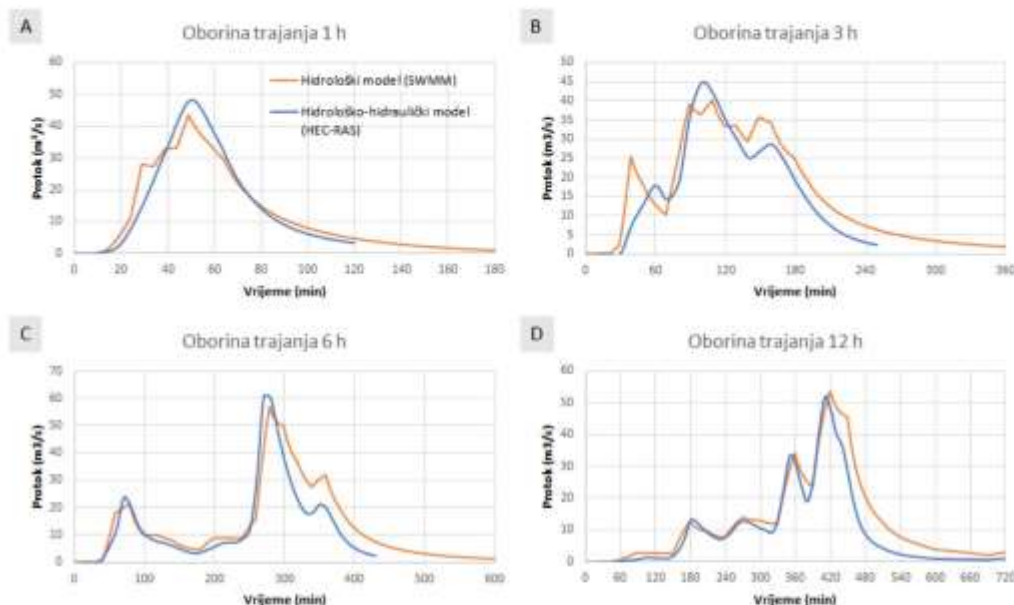 A
Oborina trajanja 1 h
Protok (m³/s)
60
50
40
30
20
10
0
0 20 40 60 80 100 120 140 160 180
Vrijeme (min)
Hidrološki model (SWMM)
Hidrološko-hidraulički model
(HEC-RAS)
B
Oborina trajanja 3 h
Protok (m3/s)
50
45
40
35
30
25
20
15
10
5
0
0 60 120 180 240 300 360
Vrijeme (min)
C
Oborina trajanja 6 h
Protok (m3/s)
70
60
50
40
30
20
10
0
0 100 200 300 400 500 600
Vrijeme (min)
D
Oborina trajanja 12 h
Protok (m3/s)
60
50
40
30
20
10
0
0 60 120 180 240 300 360 420 480 540 600 660 720
Vrijeme (min)